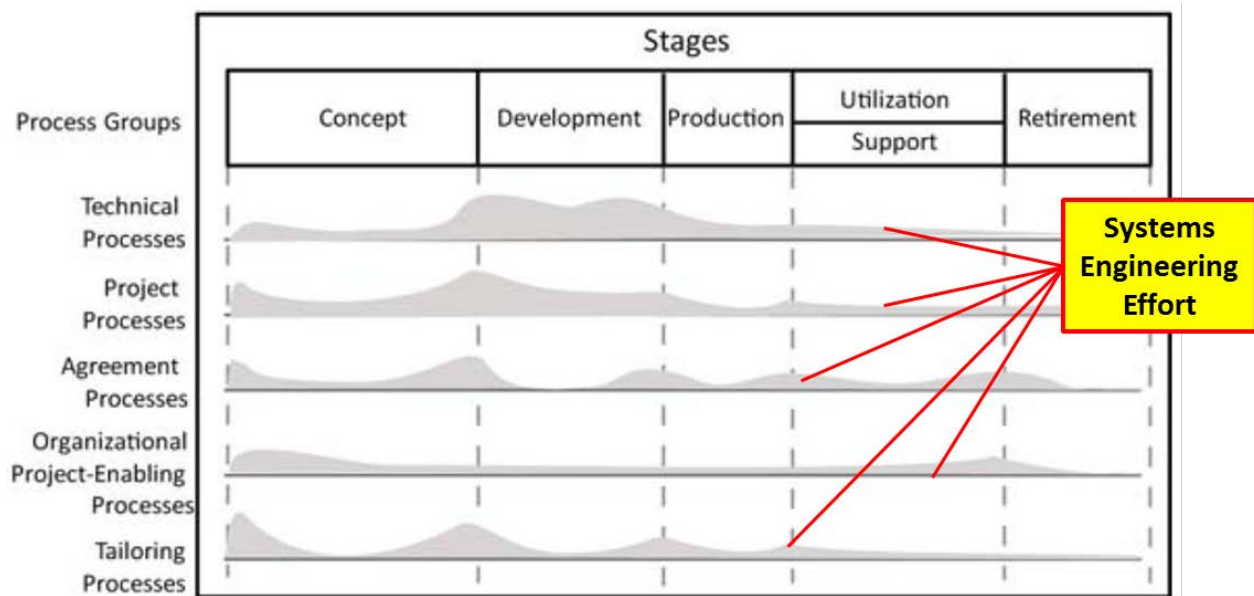 Stages
Process Groups
Concept
Development
Production
Utilization
Support
Retirement
Technical
Processes
Project
Processes
Agreement
Processes
Organizational
Project-Enabling
Processes
Tailoring
Processes
Systems
Engineering
Effort